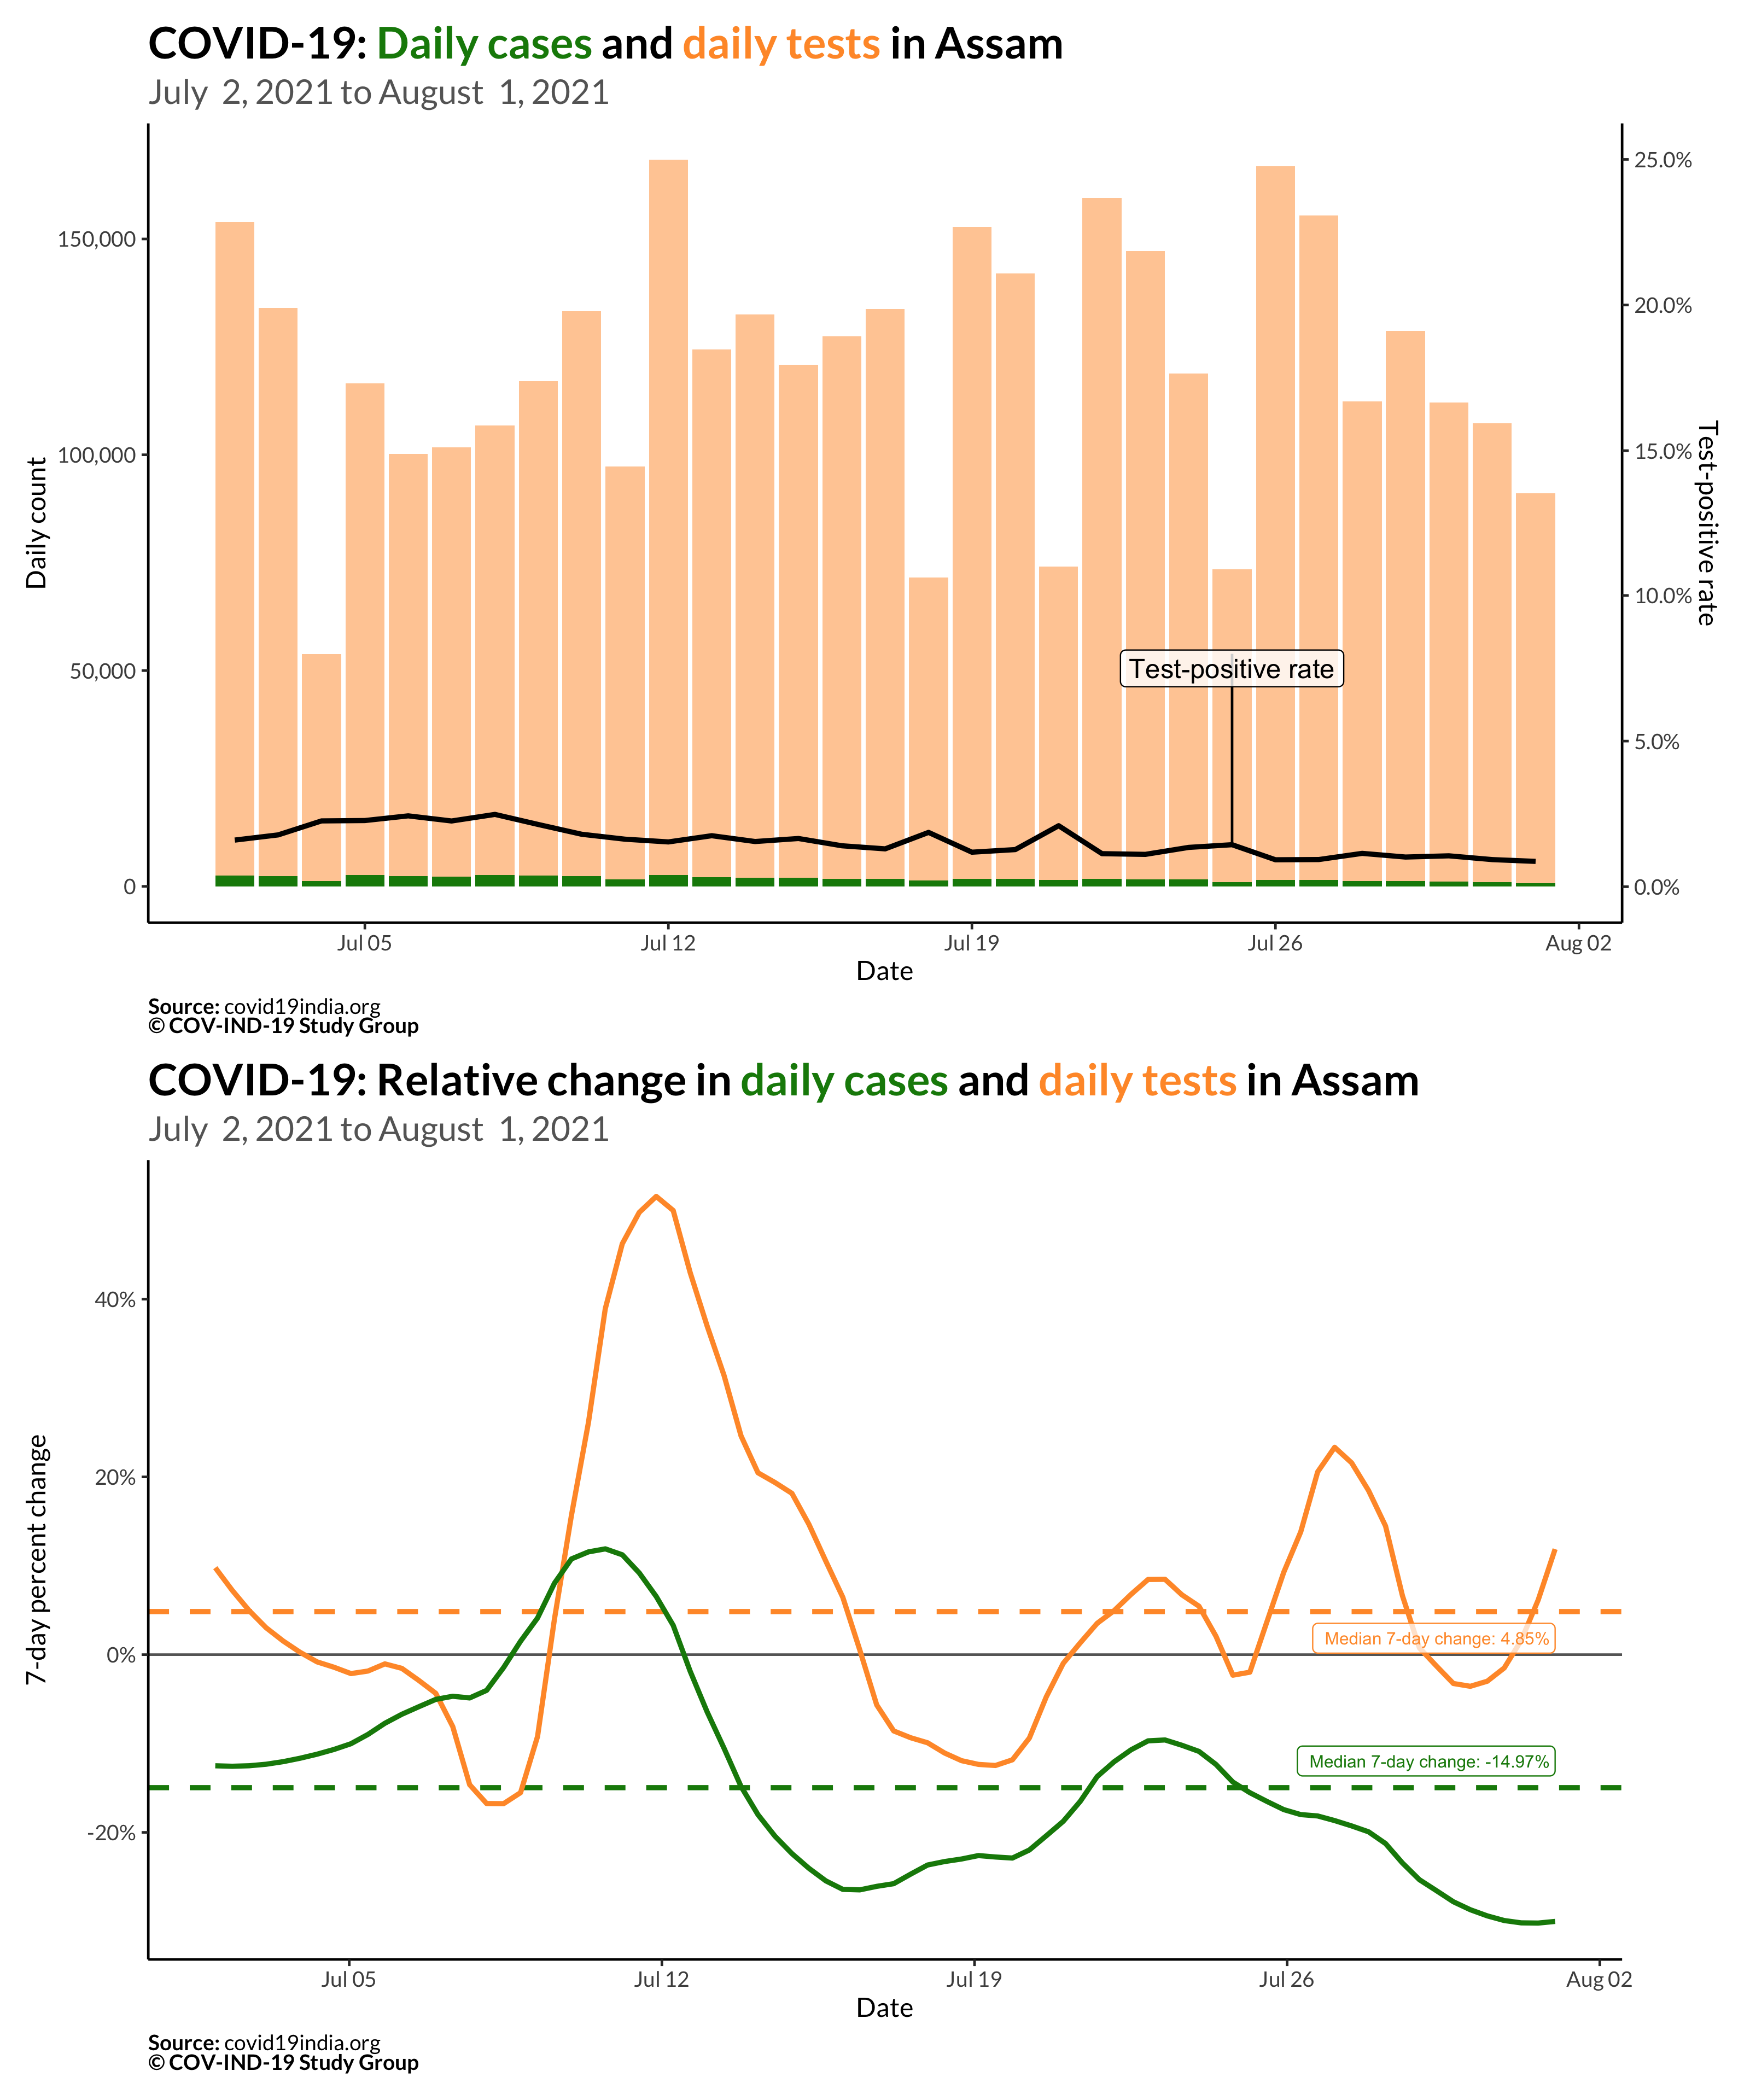 COVID-19: Daily cases and daily tests in Assam
July 2, 2021 to August 1, 2021
Daily count
150,000
100,000
50,000
0
25.0%
20.0%
15.0%
10.0%
5.0%
0.0%
Test-positive rate
Test-positive rate
Jul 05
Jul 12
Jul 19
Jul 26
Aug 02
Date
Source: covid19india.org
© COV-IND-19 Study Group
COVID-19: Relative change in daily cases and daily tests in Assam
July 2, 2021 to August 1, 2021
7-day percent change
40%
20%
0%
-20%
Median 7-day change: 4.85%
Median 7-day change: -14.97%
Jul 05
Jul 12
Jul 19
Jul 26
Aug 02
Date
Source: covid19india.org
© COV-IND-19 Study Group